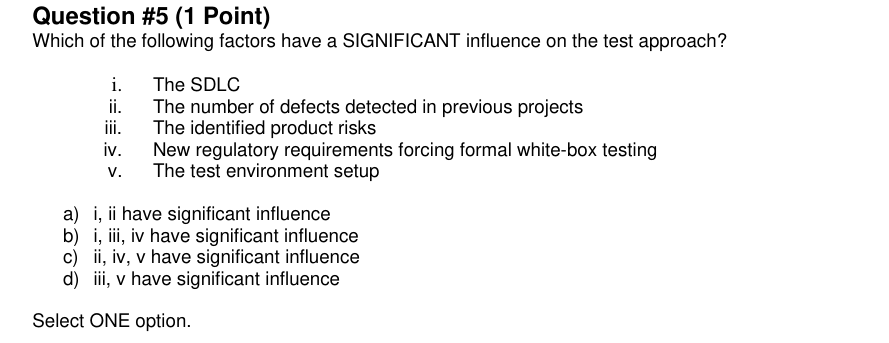 Question #5 (1 Point)
Which of the following factors have a SIGNIFICANT influence on the test approach?
i. The SDLC
ii. The number of defects detected in previous projects
iii. The identified product risks
iv. New regulatory requirements forcing formal white-box testing
v. The test environment setup
a) i, ii have significant influence
b) i, iii, iv have significant influence
c) ii, iv, v have significant influence
d) iii, v have significant influence
Select ONE option.